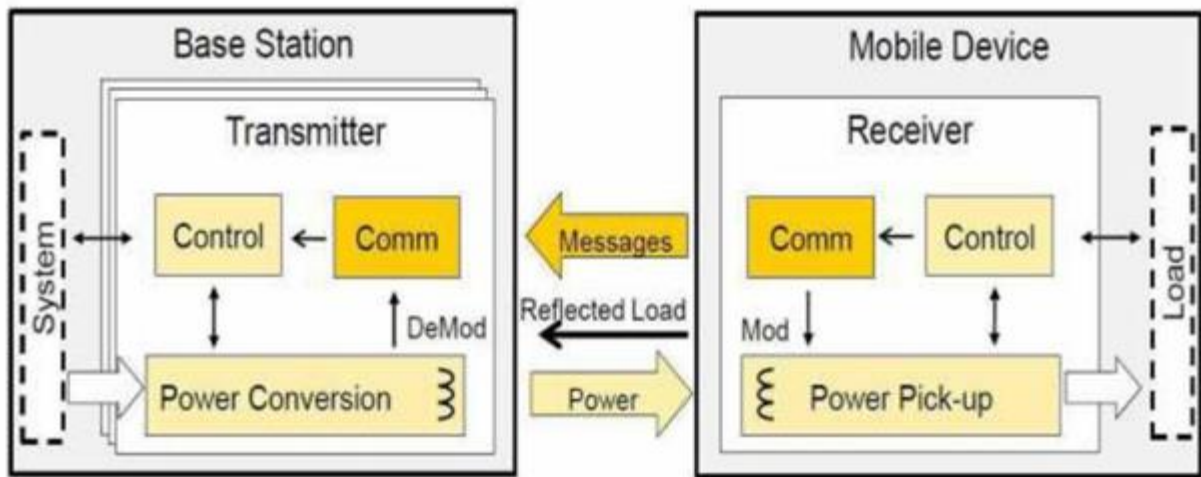 Base Station
Mobile Device
Transmitter
Receiver
System
Control
Comm
Messages
Comm
Control
Load
Reflected Load
DeMod
Mod
Power Conversion
Power
Power Pick-up